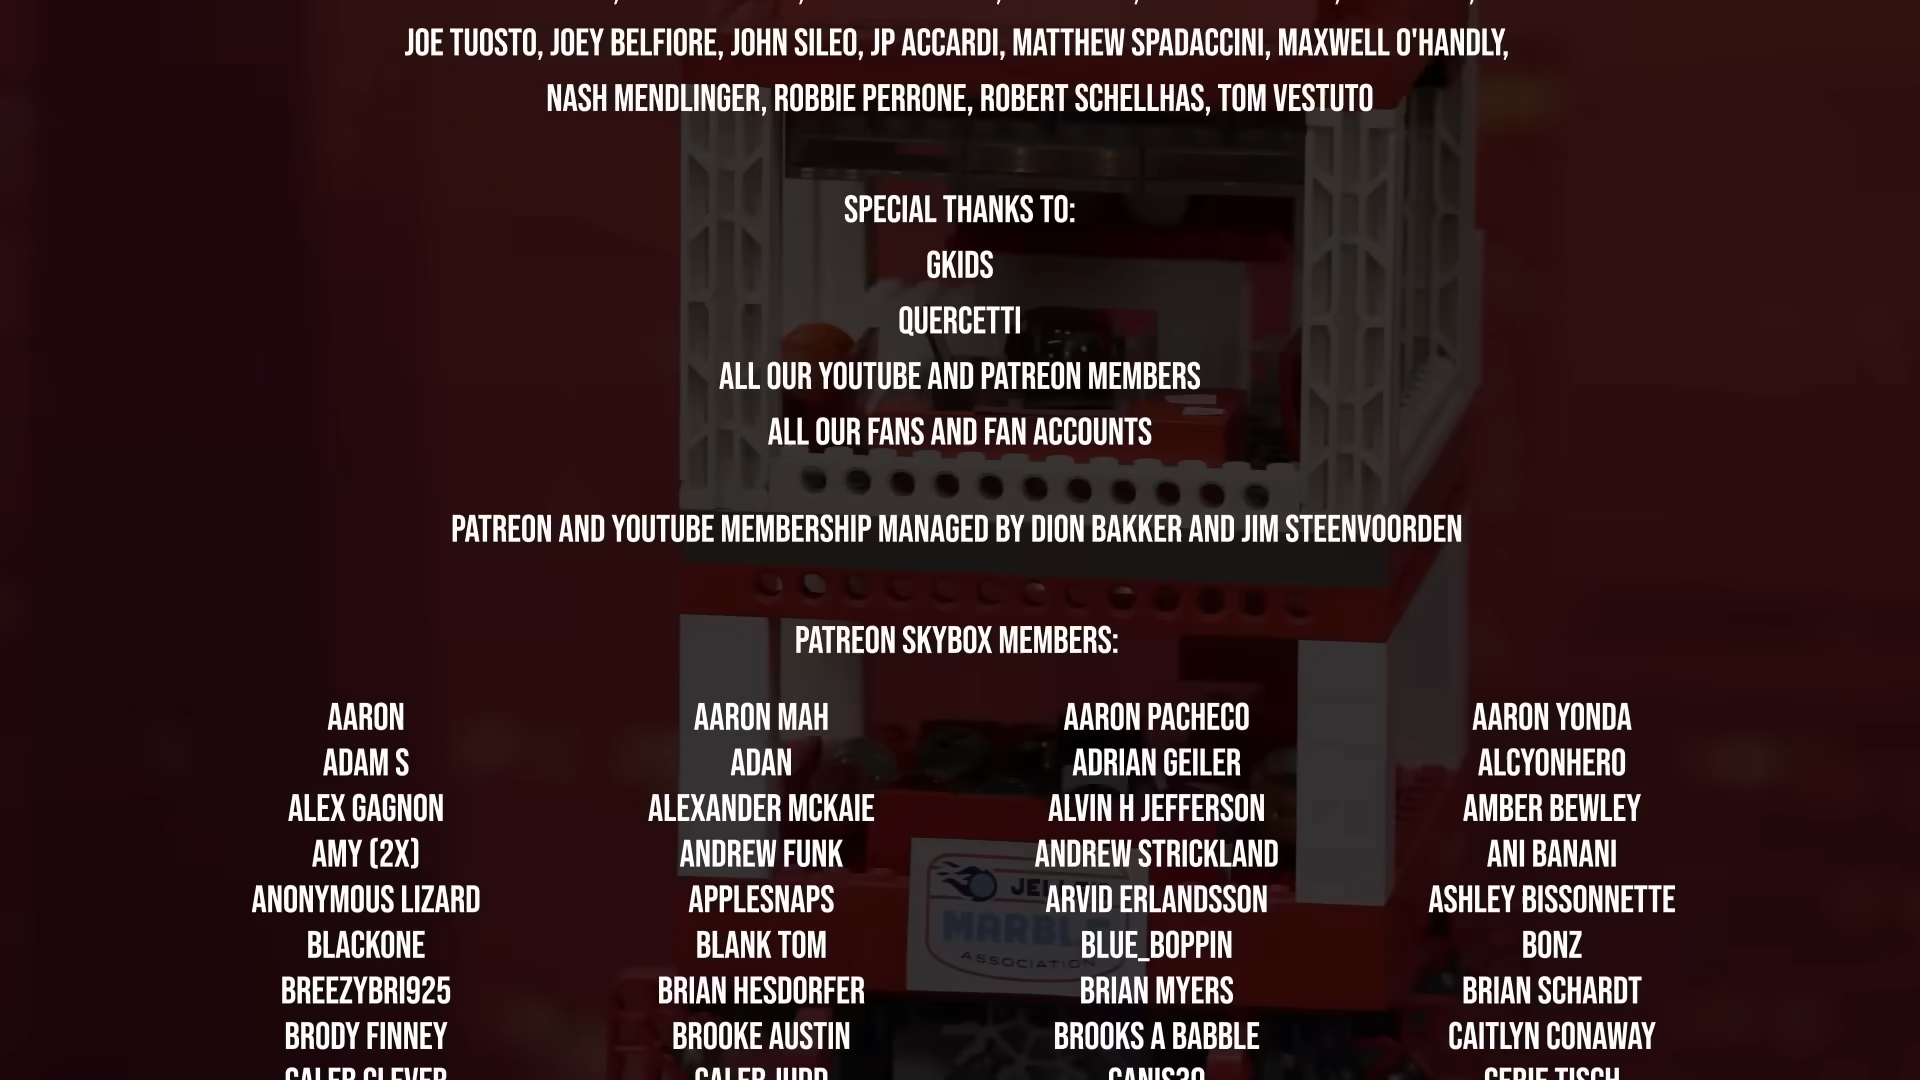 JOE TUOSTO, JOEY BELFIORE, JOHN SILEO, JP ACCARDI, MATTHEW SPADACCINI, MAXWELL O'HANDLY,
NASH MENDLINGER, ROBBIE PERRONE, ROBERT SCHELLHAS, TOM VESTUTO
SPECIAL THANKS TO:
GKIDS
QUERCETTI
ALL OUR YOUTUBE AND PATREON MEMBERS
ALL OUR FANS AND FAN ACCOUNTS
PATREON AND YOUTUBE MEMBERSHIP MANAGED BY DION BAKKER AND JIM STEENVOORDEN
PATREON SKYBOX MEMBERS:
AARON AARON MAH AARON PACHECO AARON YONDA
ADAM S ADAN ADRIAN GEILER ALCYONHERO
ALEX GAGNON ALEXANDER MCKAIE ALVIN H JEFFERSON AMBER BEWLEY
AMY (2X) ANDREW FUNK ANDREW STRICKLAND ANI BANANI
ANONYMOUS LIZARD APPLESNAPS ARVID ERLANDSSON ASHLEY BISSONNETTE
BLACKONE BLANK TOM BLUE_BOPPIN BONZ
BREEZYBRI925 BRIAN HESDORFER BRIAN MYERS BRIAN SCHARDT
BRODY FINNEY BROOKE AUSTIN BROOKS A BABBLE CAITLYN CONAWAY
CALEB CLEVER CALEB JUDD
ASSOCIATION